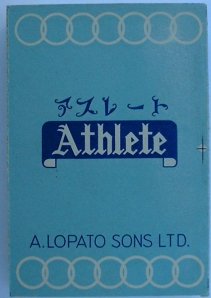 アスレート
Athlete
A.LOPATO SONS LTD.